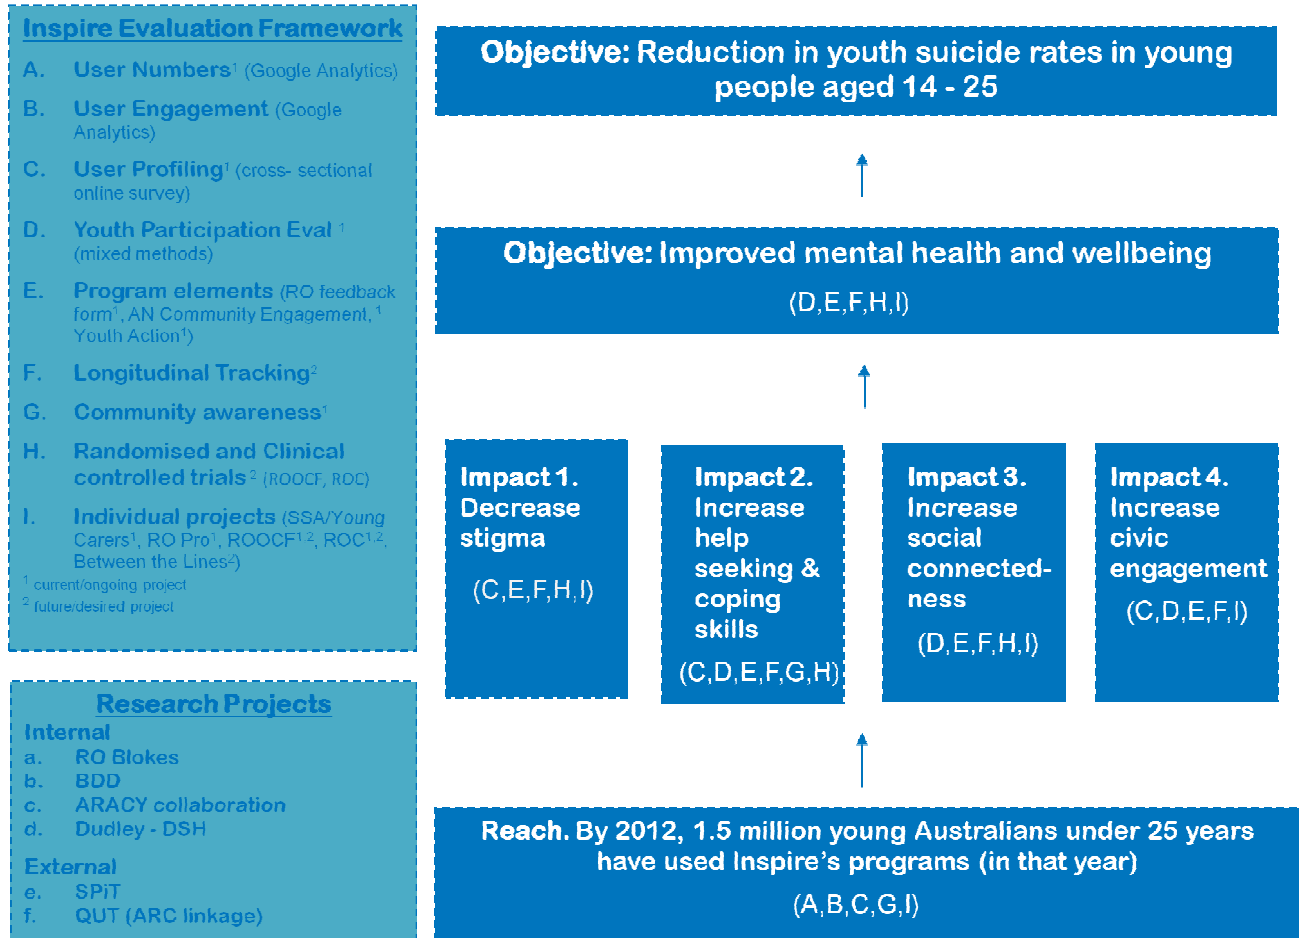 Inspire Evaluation Framework
A. User Numbers¹ (Google Analytics)
B. User Engagement (Google
Analytics)
C. User Profiling¹ (cross- sectional
online survey)
D. Youth Participation Eval ¹
(mixed methods)
E. Program elements (RO feedback
form¹, AN Community Engagement, ¹
Youth Action¹)
F. Longitudinal Tracking²
G. Community awareness¹
H. Randomised and Clinical
controlled trials ² (ROOCF, ROC)
I. Individual projects (SSA/Young
Carers¹, RO Pro¹, ROOCF¹·², ROC¹·²,
Between the Lines²)
¹ current/ongoing project
² future/desired project
Research Projects
Internal
a. RO Blokes
b. BDD
c. ARACY collaboration
d. Dudley - DSH
External
e. SPiT
f. QUT (ARC linkage)
Objective: Reduction in youth suicide rates in young
people aged 14 - 25
Objective: Improved mental health and wellbeing
(D,E,F,H,I)
Impact 1.
Decrease
stigma
(C,E,F,H,I)
Impact 2.
Increase
help
seeking &
coping
skills
(C,D,E,F,G,H)
Impact 3.
Increase
social
connected-
ness
(D,E,F,H,I)
Impact 4.
Increase
civic
engagement
(C,D,E,F,I)
Reach. By 2012, 1.5 million young Australians under 25 years
have used Inspire's programs (in that year)
(A,B,C,G,I)